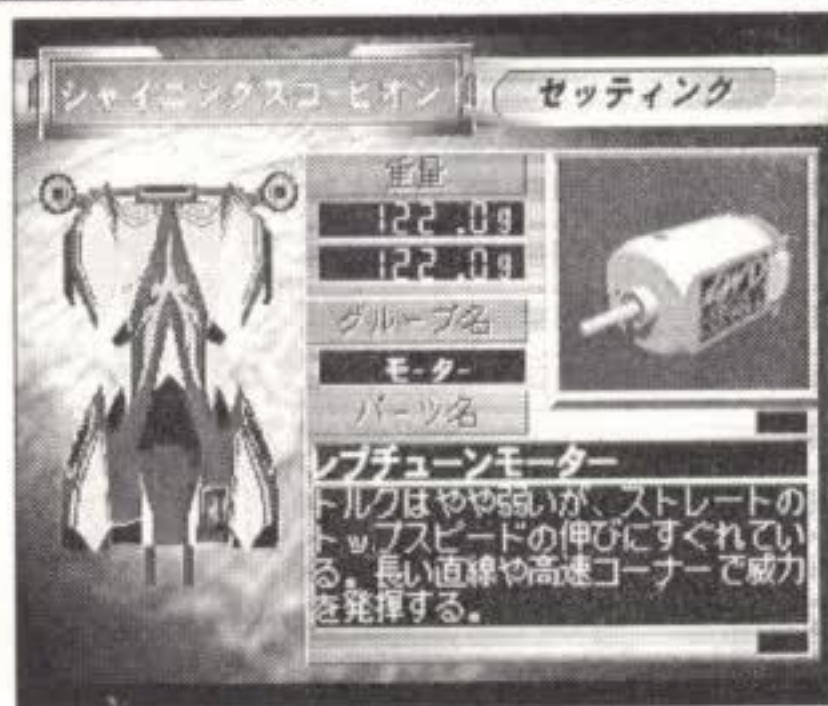 シャイニングスコーピオン
セッティング
重量
122.0g
122.0g
グループ名
モーター
パーツ名
レブチューンモーター
トルクはやや弱いが、ストレートの
トップスピードの伸びにすぐれてい
る。長い直線や高速コーナーで威力
を発揮する。